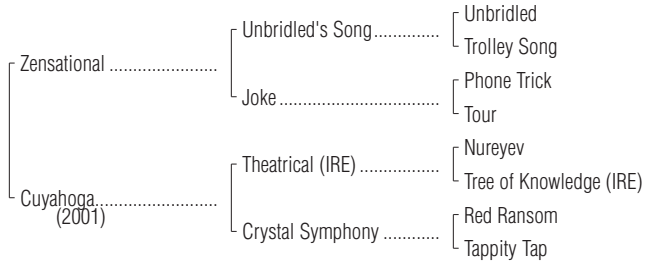 Unbridled
Unbridled's Song..............
Trolley Song
Zensational .......................
Phone Trick
Joke ...................................
Tour
Nureyev
Theatrical (IRE) .................
Tree of Knowledge (IRE)
Cuyahoga..........................
(2001)
Red Ransom
Crystal Symphony ............
Tappity Tap